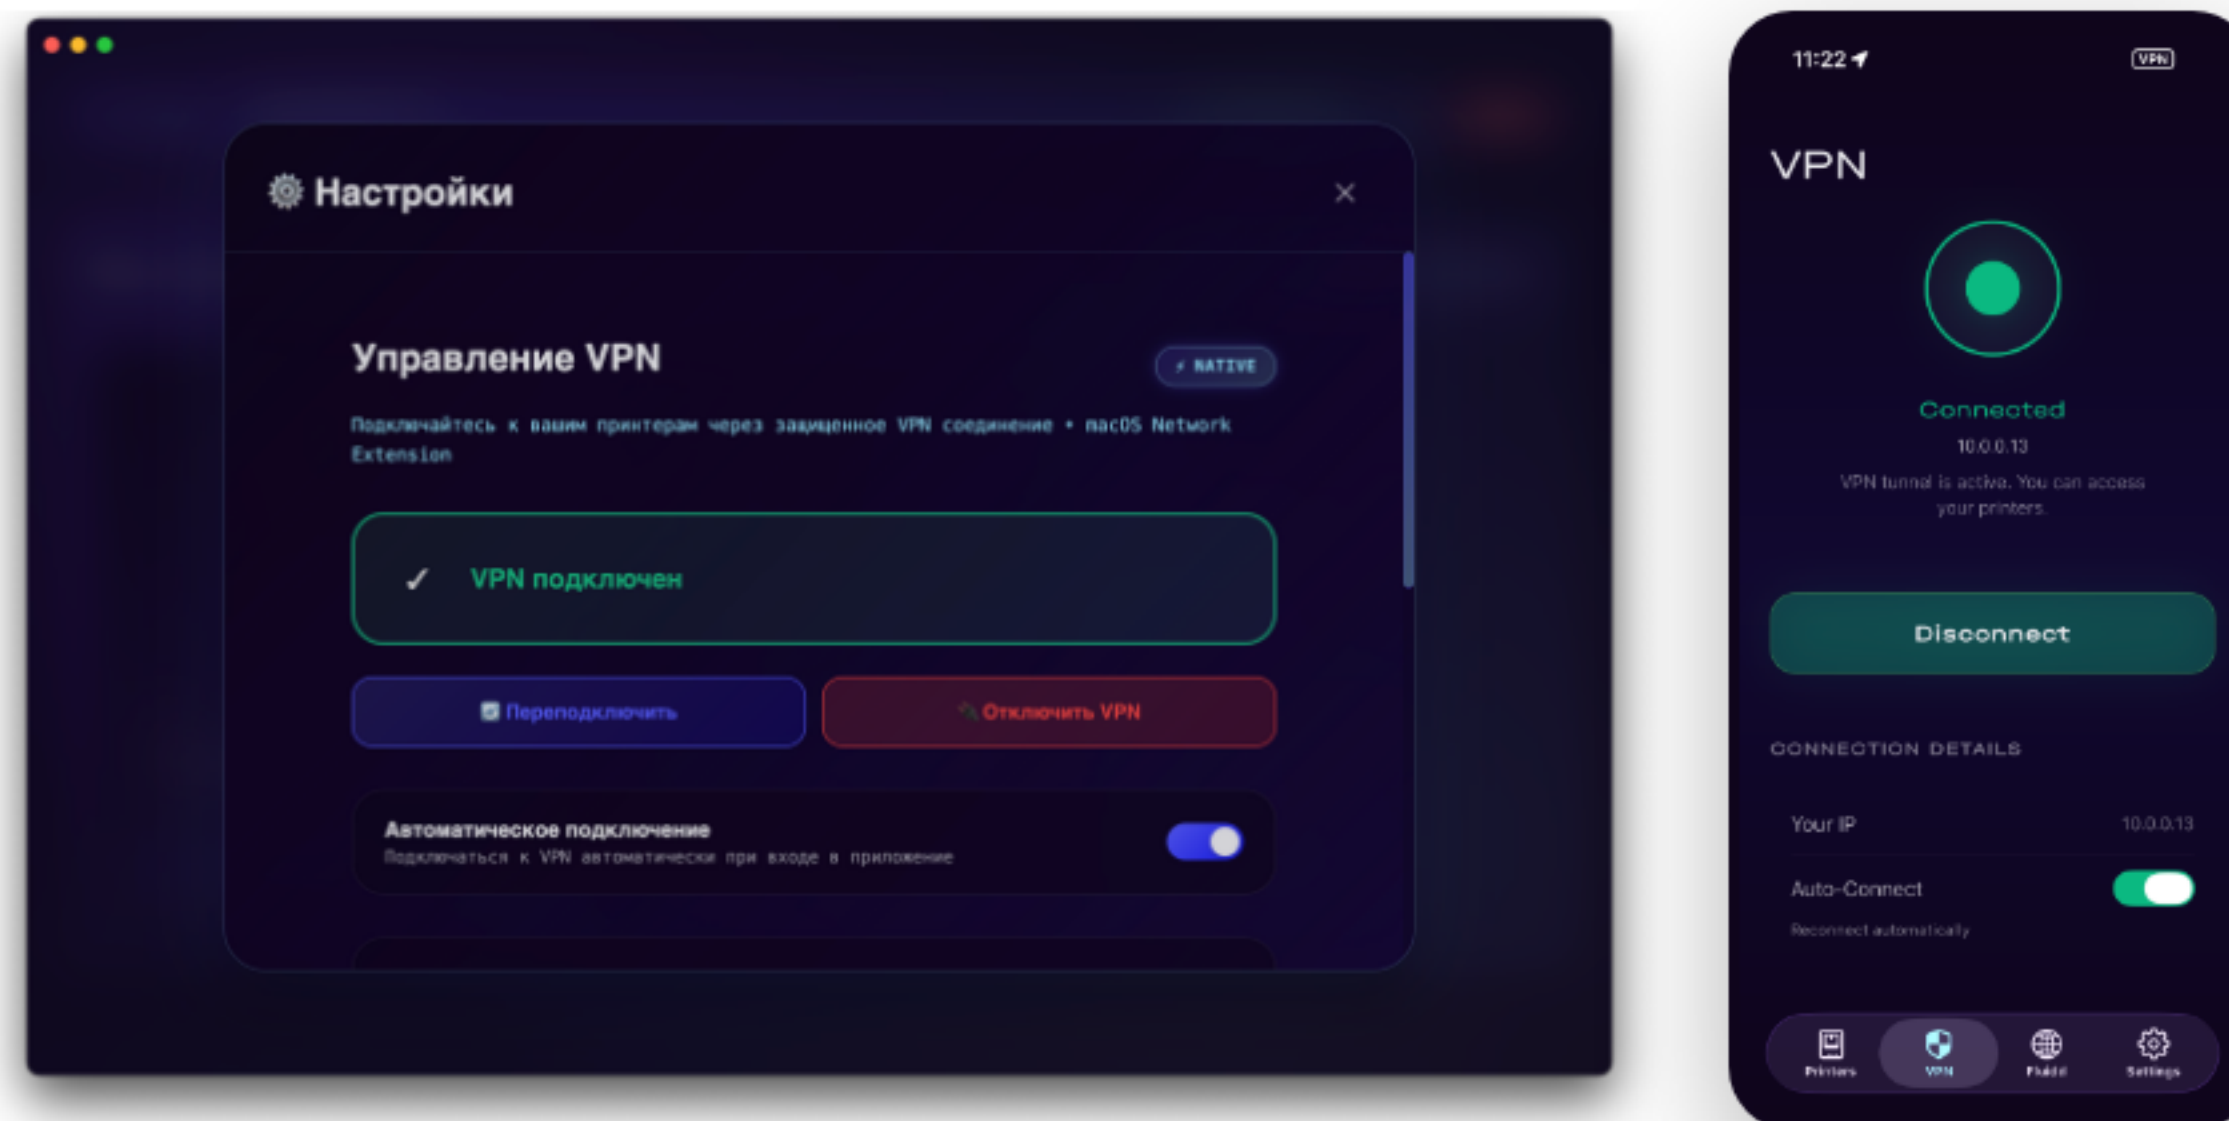 Настройки
Управление VPN
⚡ NATIVE
Подключайтесь к вашим принтерам через защищенное VPN соединение • macOS Network
Extension
✓ VPN подключен
Переподключить
Отключить VPN
Автоматическое подключение
Подключаться к VPN автоматически при входе в приложение
11:22
VPN
VPN
Connected
10.0.0.13
VPN tunnel is active. You can access
your printers.
Disconnect
CONNECTION DETAILS
Your IP 10.0.0.13
Auto-Connect
Reconnect automatically
Printers VPN Fluidd Settings